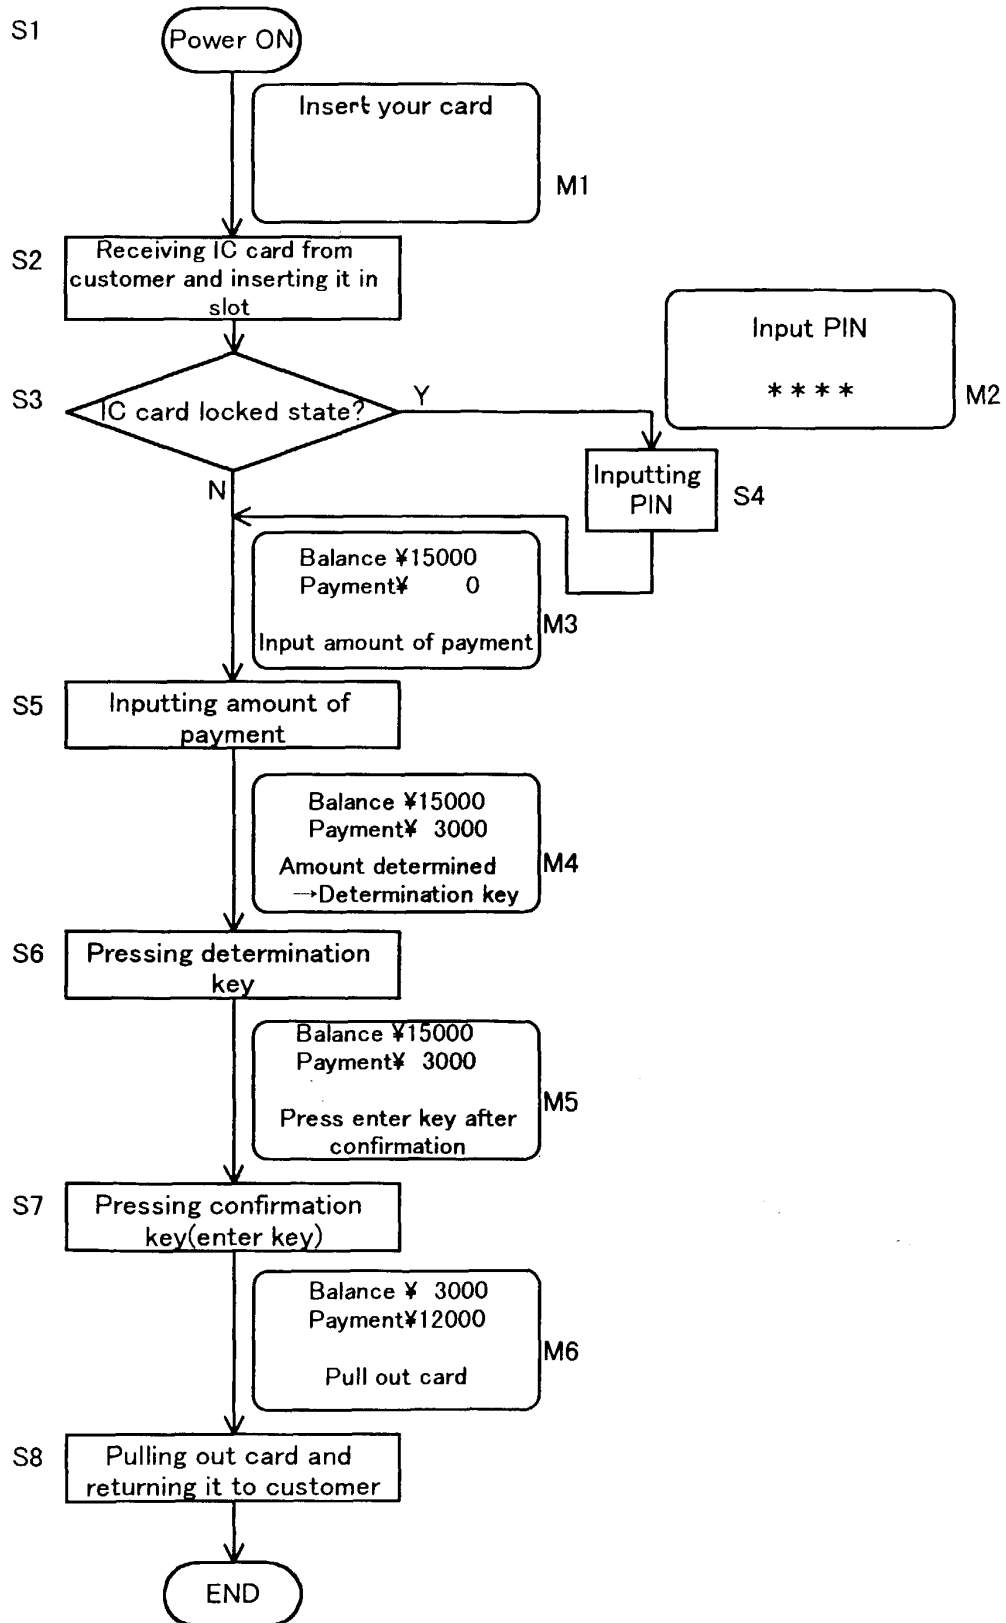 S1
Power ON
Insert your card
M1
S2
Receiving IC card from
customer and inserting it in
slot
Input PIN
****
M2
S3
IC card locked state?
Y
N
Inputting
PIN
S4
Balance ¥15000
Payment¥ 0
Input amount of payment
M3
S5
Inputting amount of
payment
Balance ¥15000
Payment¥ 3000
Amount determined
→Determination key
M4
S6
Pressing determination
key
Balance ¥15000
Payment¥ 3000
Press enter key after
confirmation
M5
S7
Pressing confirmation
key(enter key)
Balance ¥ 3000
Payment¥12000
Pull out card
M6
S8
Pulling out card and
returning it to customer
END